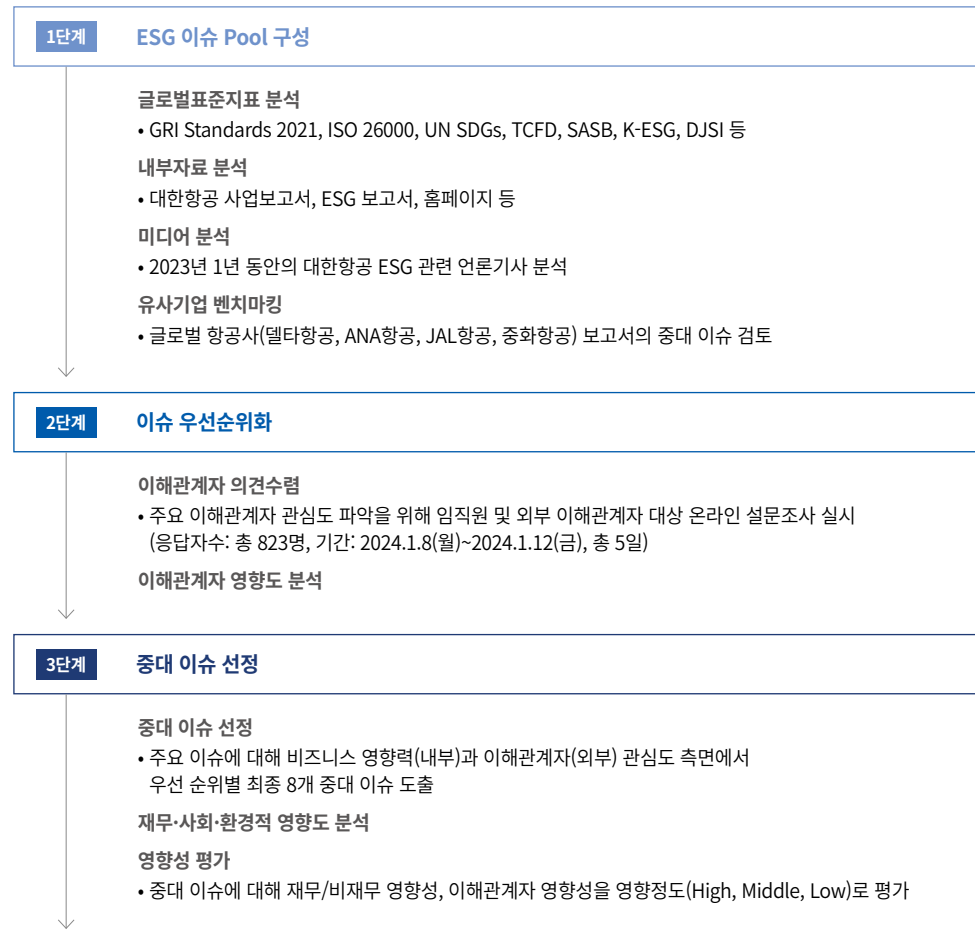 1단계 ESG 이슈 Pool 구성
글로벌표준지표 분석
• GRI Standards 2021, ISO 26000, UN SDGs, TCFD, SASB, K-ESG, DJSI 등
내부자료 분석
• 대한항공 사업보고서, ESG 보고서, 홈페이지 등
미디어 분석
• 2023년 1년 동안의 대한항공 ESG 관련 언론기사 분석
유사기업 벤치마킹
• 글로벌 항공사(델타항공, ANA항공, JAL항공, 중화항공) 보고서의 중대 이슈 검토
2단계 이슈 우선순위화
이해관계자 의견수렴
• 주요 이해관계자 관심도 파악을 위해 임직원 및 외부 이해관계자 대상 온라인 설문조사 실시
(응답자수: 총 823명, 기간: 2024.1.8(월)~2024.1.12(금), 총 5일)
이해관계자 영향도 분석
3단계 중대 이슈 선정
중대 이슈 선정
• 주요 이슈에 대해 비즈니스 영향력(내부)과 이해관계자(외부) 관심도 측면에서
우선 순위별 최종 8개 중대 이슈 도출
재무·사회·환경적 영향도 분석
영향성 평가
• 중대 이슈에 대해 재무/비재무 영향성, 이해관계자 영향성을 영향정도(High, Middle, Low)로 평가